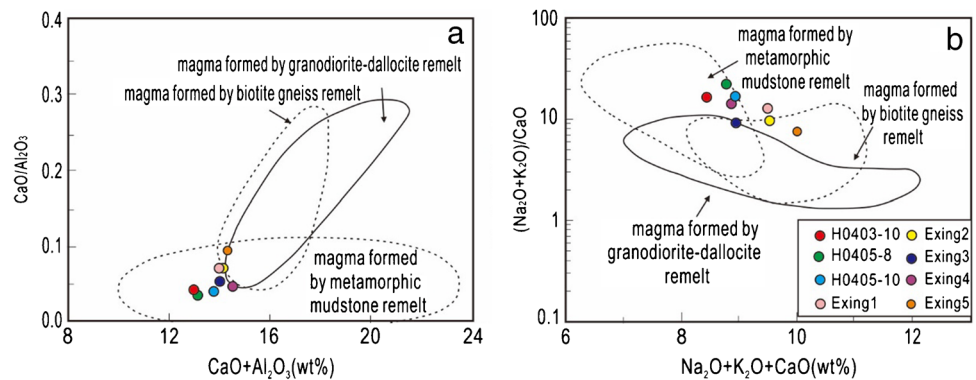 a
0.4
0.3
0.2
0.1
0.0
8
12
16
20
24
CaO/Al₂O₃
CaO+Al₂O₃(wt%)
magma formed by granodiorite-dallocite remelt
magma formed by biotite gneiss remelt
magma formed
by metamorphic
mudstone remelt
b
100
10
1
0.1
6
8
10
12
(Na₂O+K₂O)/CaO
Na₂O+K₂O+CaO(wt%)
magma formed by
metamorphic
mudstone remelt
magma formed
by biotite gneiss
remelt
magma formed by
granodiorite-dallocite
remelt
H0403-10
H0405-8
H0405-10
Exing1
Exing2
Exing3
Exing4
Exing5